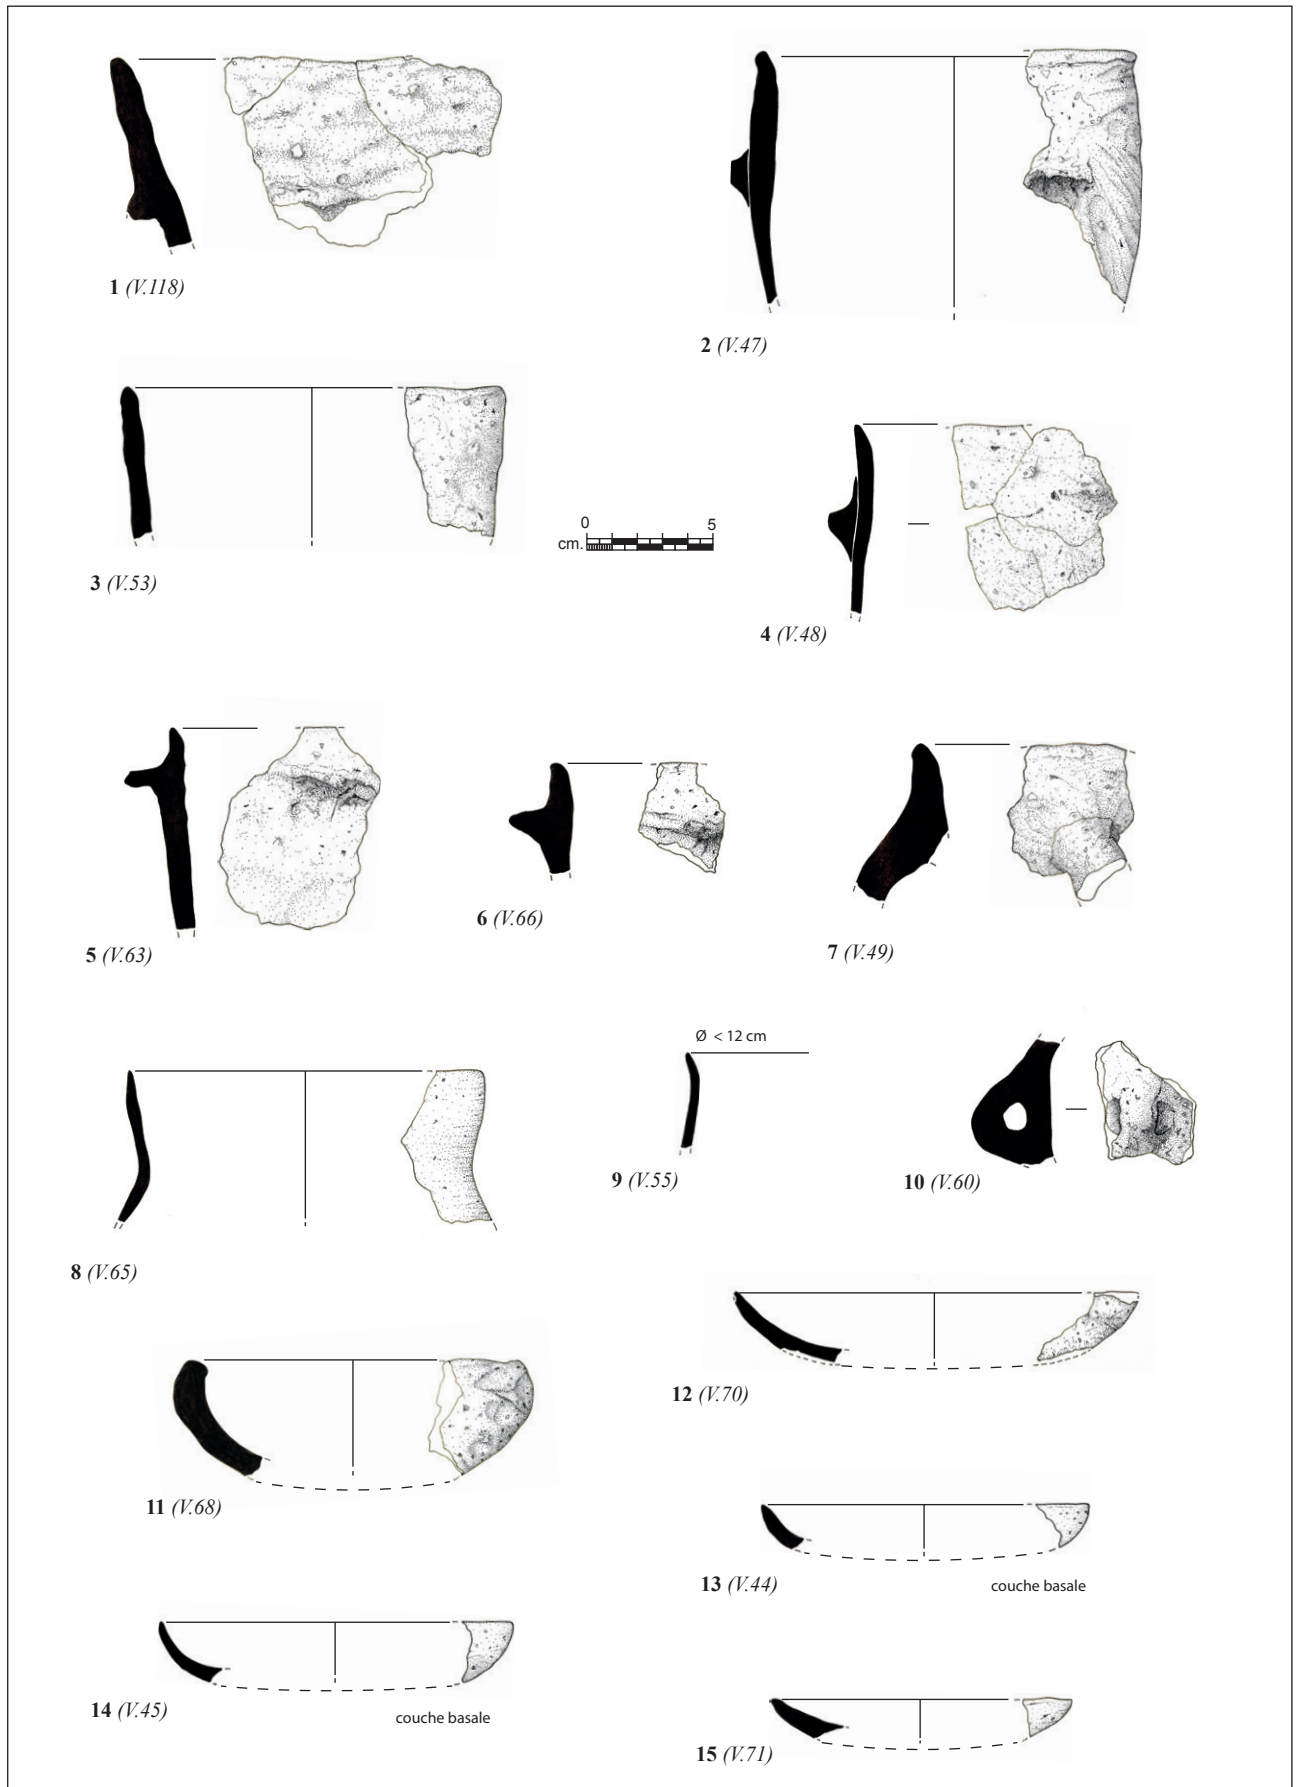 1 (V.118)
2 (V.47)
3 (V.53)
0 5
cm.
4 (V.48)
5 (V.63)
6 (V.66)
7 (V.49)
8 (V.65)
Ø < 12 cm
9 (V.55)
10 (V.60)
11 (V.68)
12 (V.70)
13 (V.44)
couche basale
14 (V.45)
couche basale
15 (V.71)